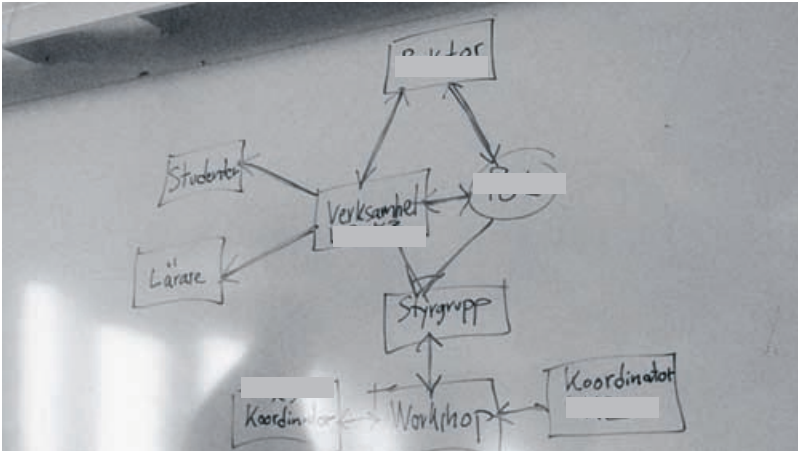 Studenter
Verksamhet
Lärare
Styrgrupp
Koordinator
Koordinator
Workshop